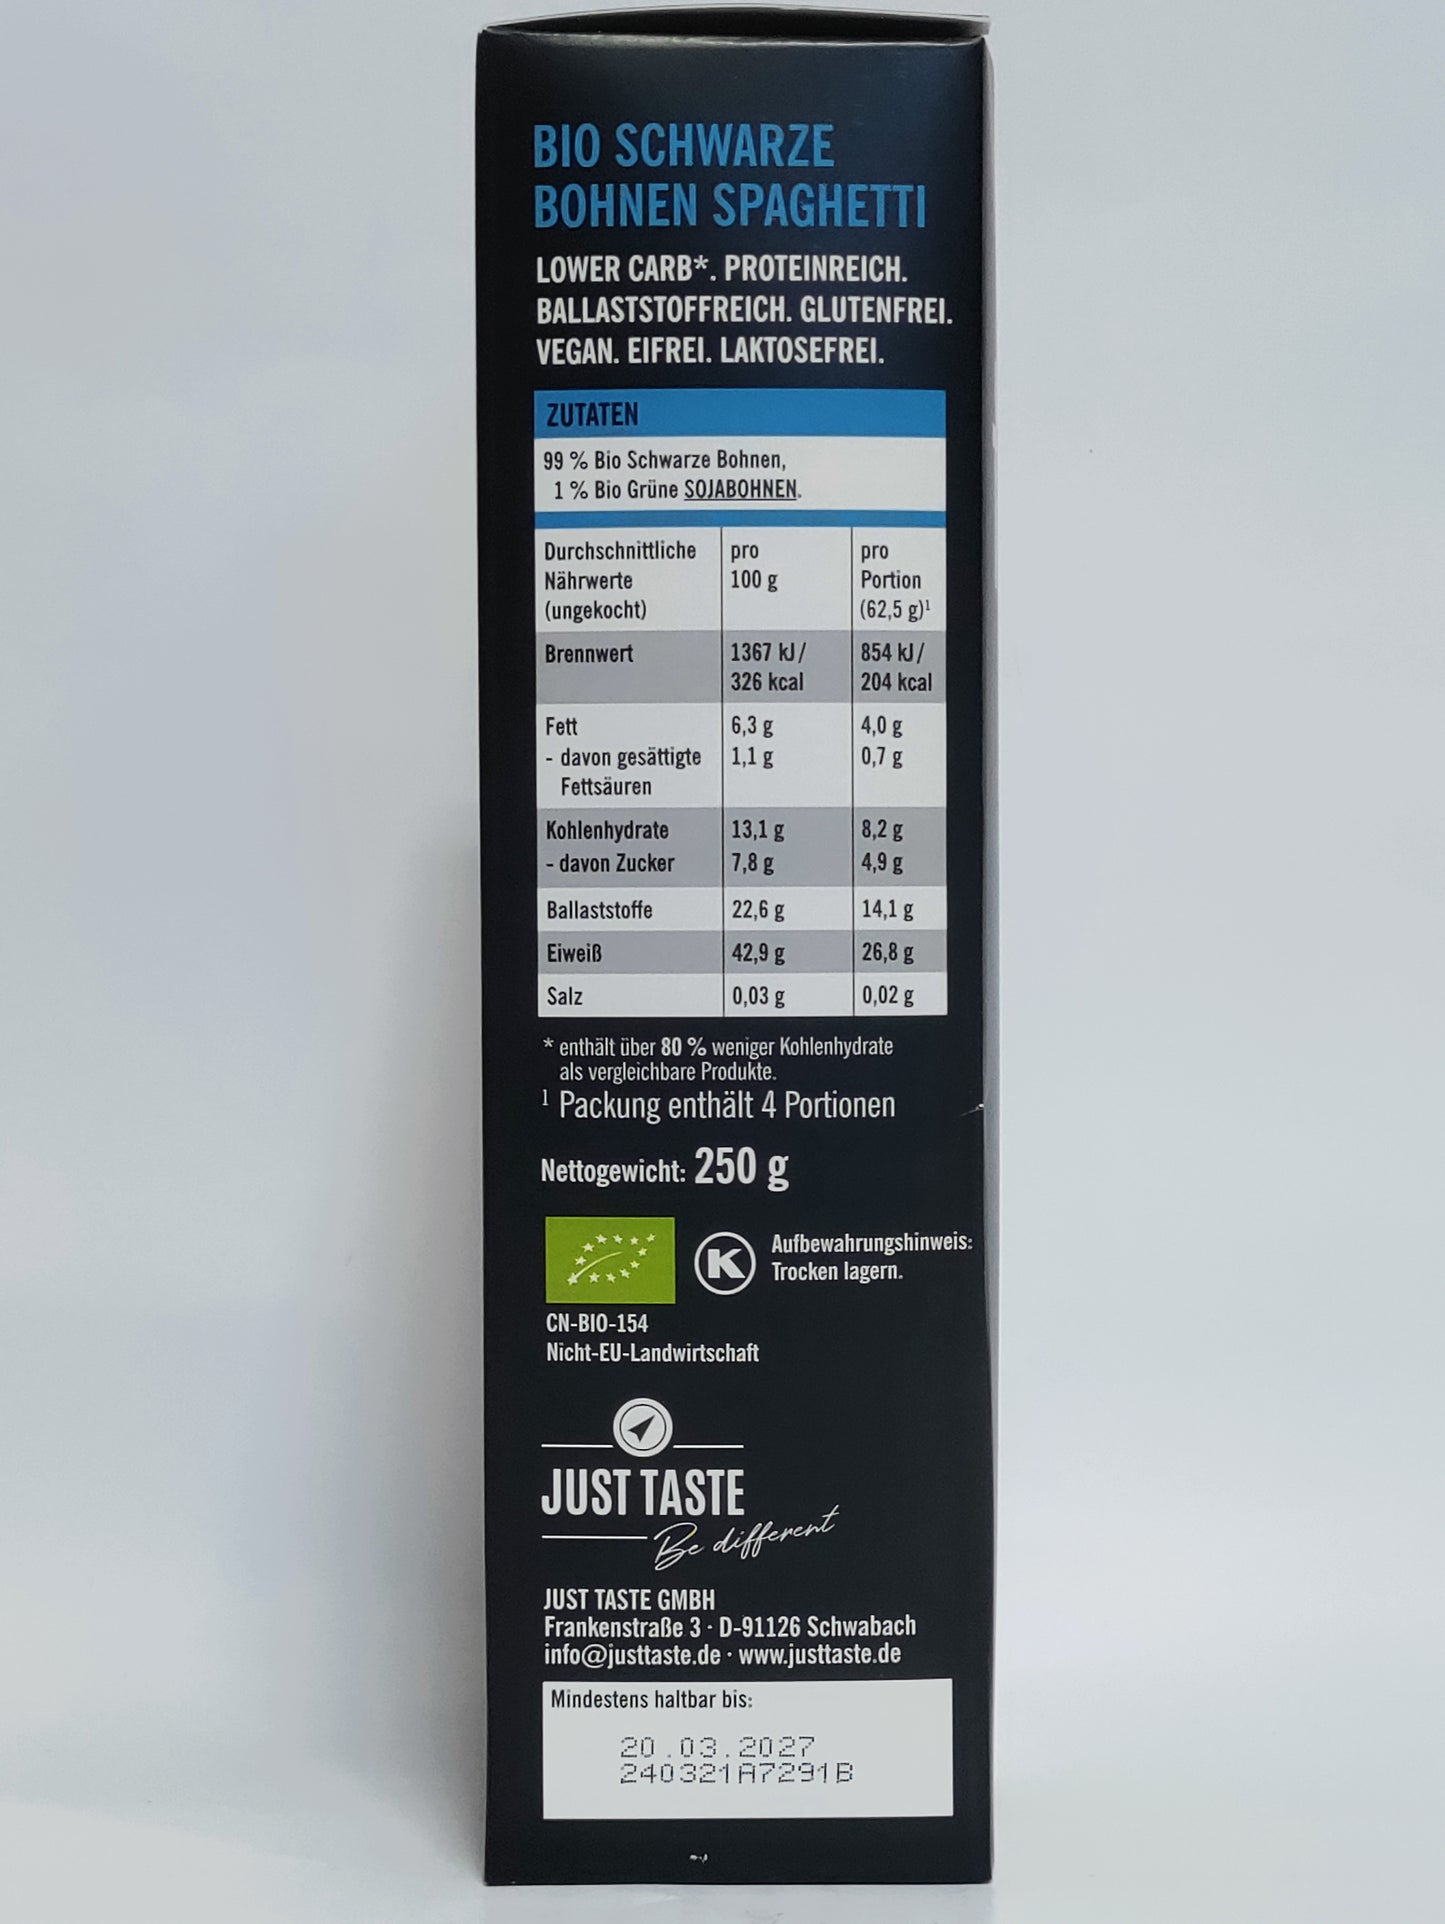 BIO SCHWARZE
BOHNEN SPAGHETTI
LOWER CARB*. PROTEINREICH.
BALLASTSTOFFREICH. GLUTENFREI.
VEGAN. EIFREI. LAKTOSEFREI.
ZUTATEN
99 % Bio Schwarze Bohnen,
1 % Bio Grüne SOJABOHNEN.
Durchschnittliche pro pro
Nährwerte 100 g Portion
(ungekocht) (62,5 g)¹
Brennwert 1367 kJ/ 854 kJ/
326 kcal 204 kcal
Fett 6,3 g 4,0 g
- davon gesättigte 1,1 g 0,7 g
Fettsäuren
Kohlenhydrate 13,1 g 8,2 g
- davon Zucker 7,8 g 4,9 g
Ballaststoffe 22,6 g 14,1 g
Eiweiß 42,9 g 26,8 g
Salz 0,03 g 0,02 g
* enthält über 80 % weniger Kohlenhydrate
als vergleichbare Produkte.
¹ Packung enthält 4 Portionen
Nettogewicht: 250 g
K Aufbewahrungshinweis:
Trocken lagern.
CN-BIO-154
Nicht-EU-Landwirtschaft
JUST TASTE
Be different
JUST TASTE GMBH
Frankenstraße 3 · D-91126 Schwabach
info@justtaste.de · www.justtaste.de
Mindestens haltbar bis:
20.03.2027
240321A7291B